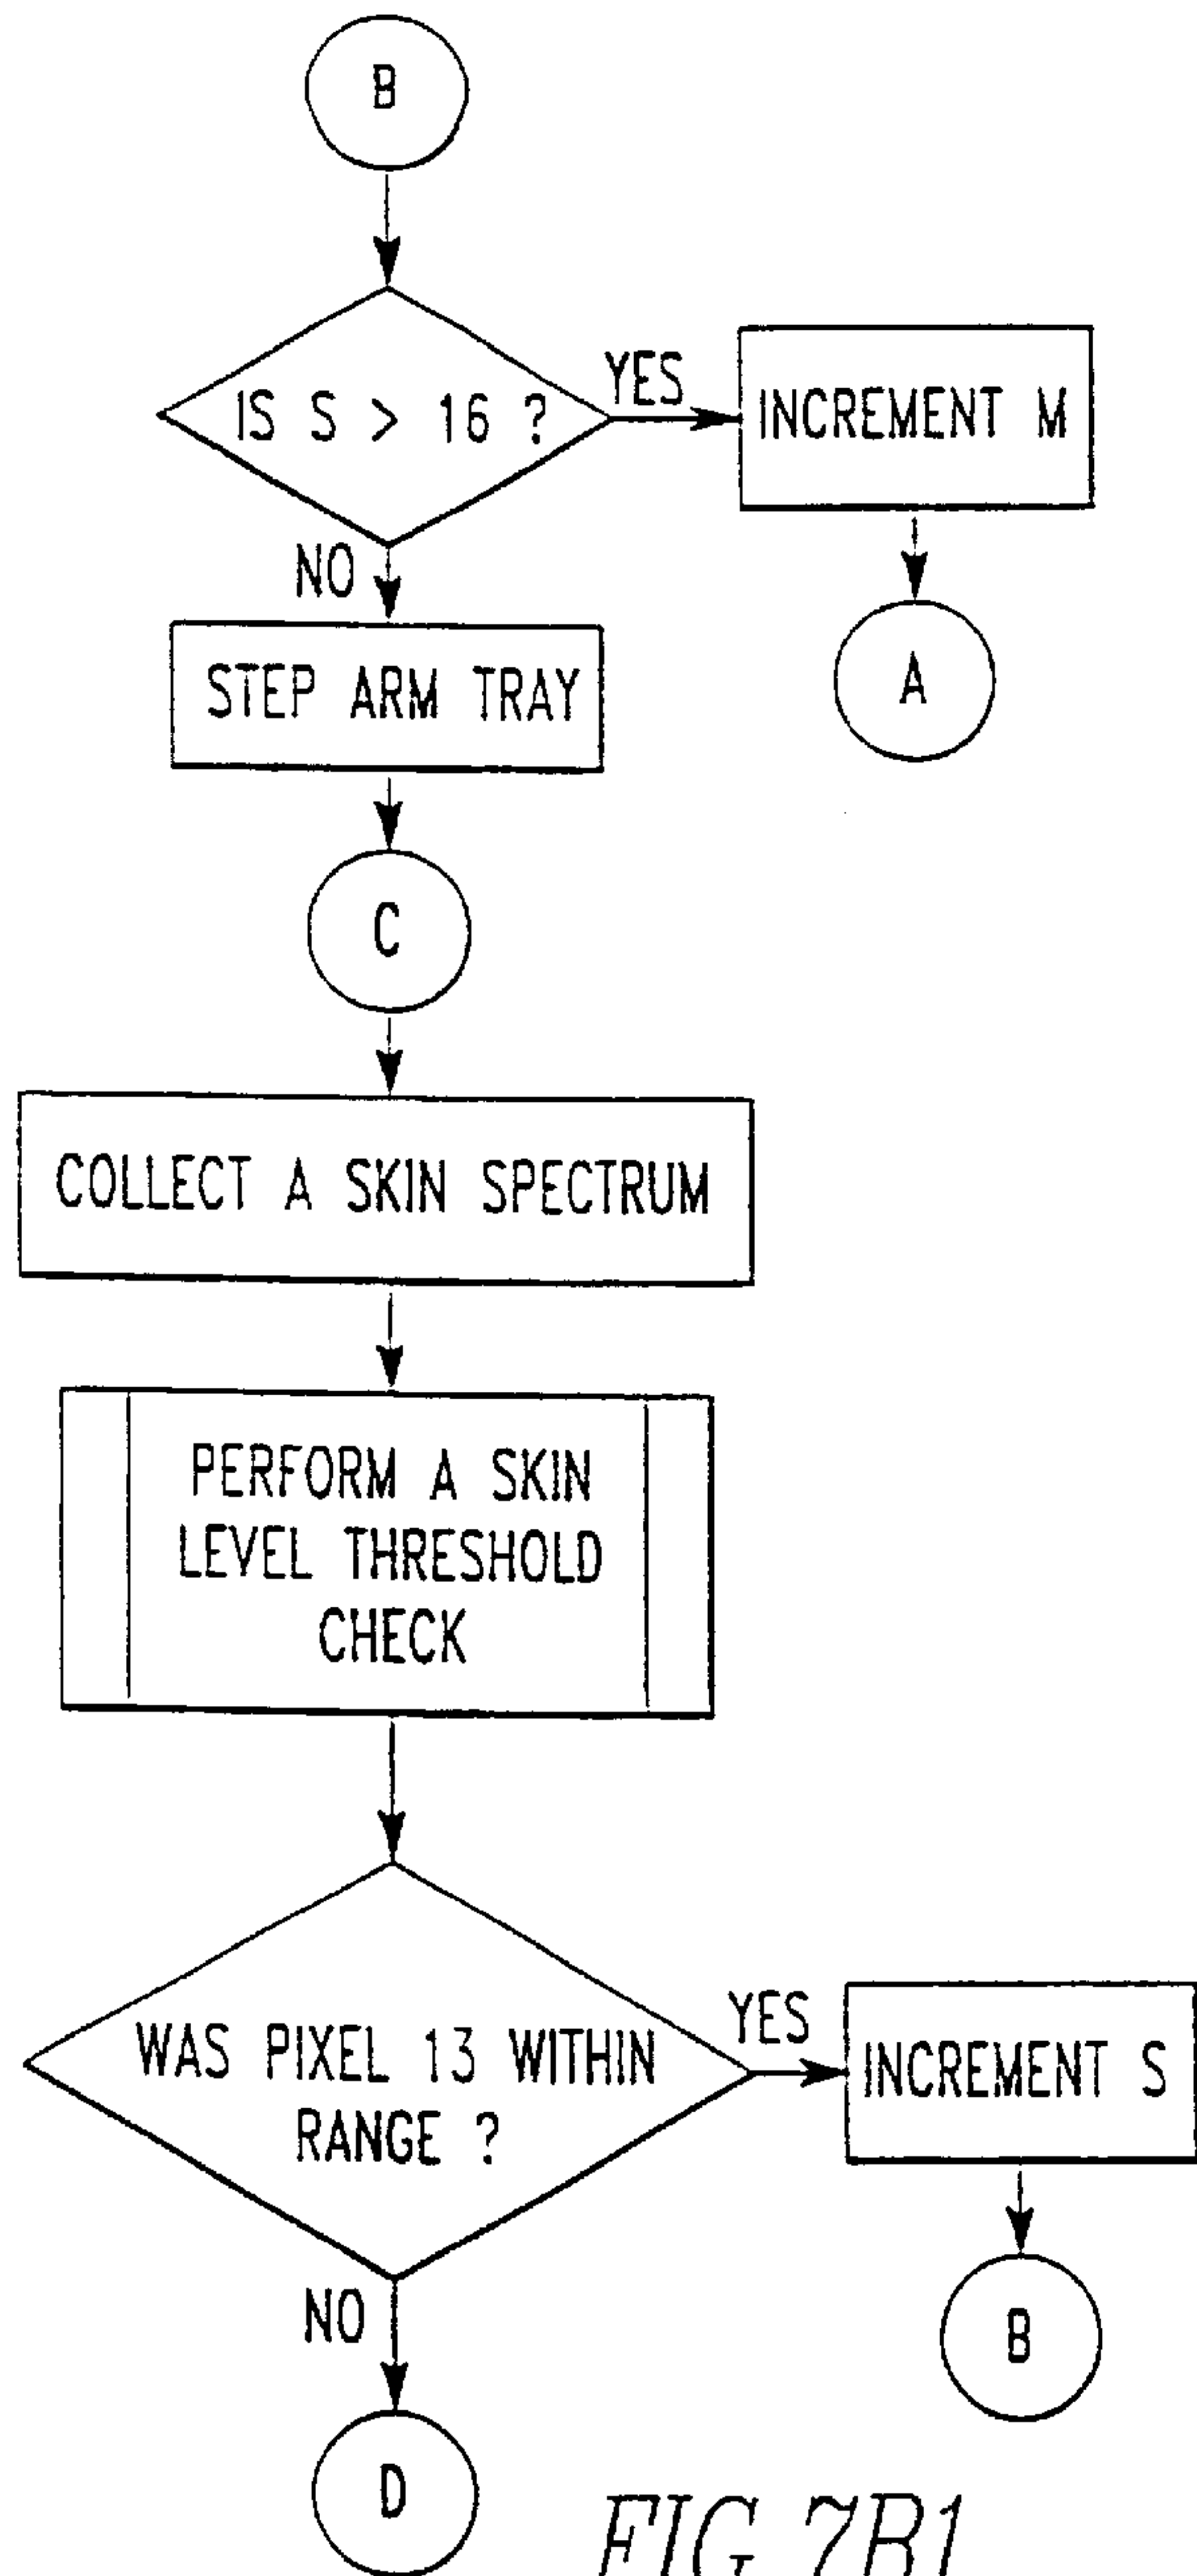 B
IS S > 16 ?
YES
INCREMENT M
NO
A
STEP ARM TRAY
C
COLLECT A SKIN SPECTRUM
PERFORM A SKIN
LEVEL THRESHOLD
CHECK
WAS PIXEL 13 WITHIN
RANGE ?
YES
INCREMENT S
NO
B
D
FIG. 7B1